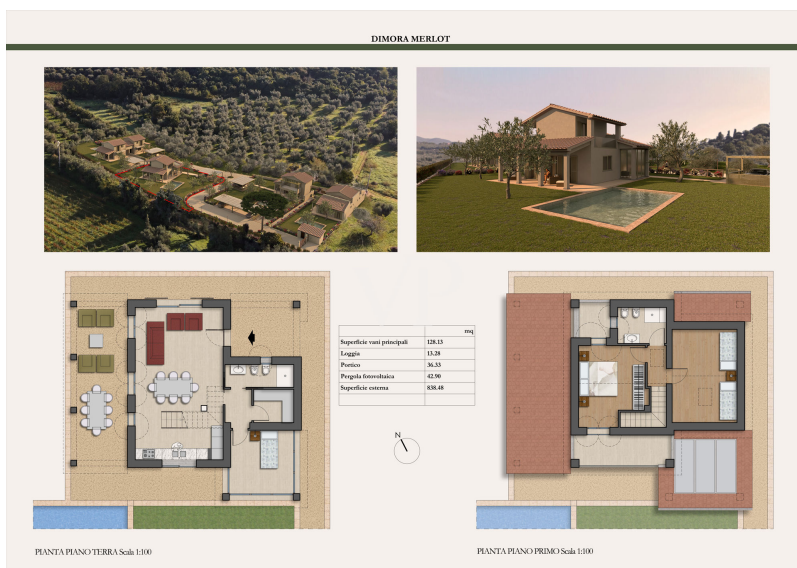 DIMORA MERLOT
mq
Superficie vani principali 128.13
Loggia 13.28
Portico 36.33
Pergola fotovoltaica 42.90
Superficie esterna 838.48
N
PIANTA PIANO TERRA Scala 1:100
PIANTA PIANO PRIMO Scala 1:100